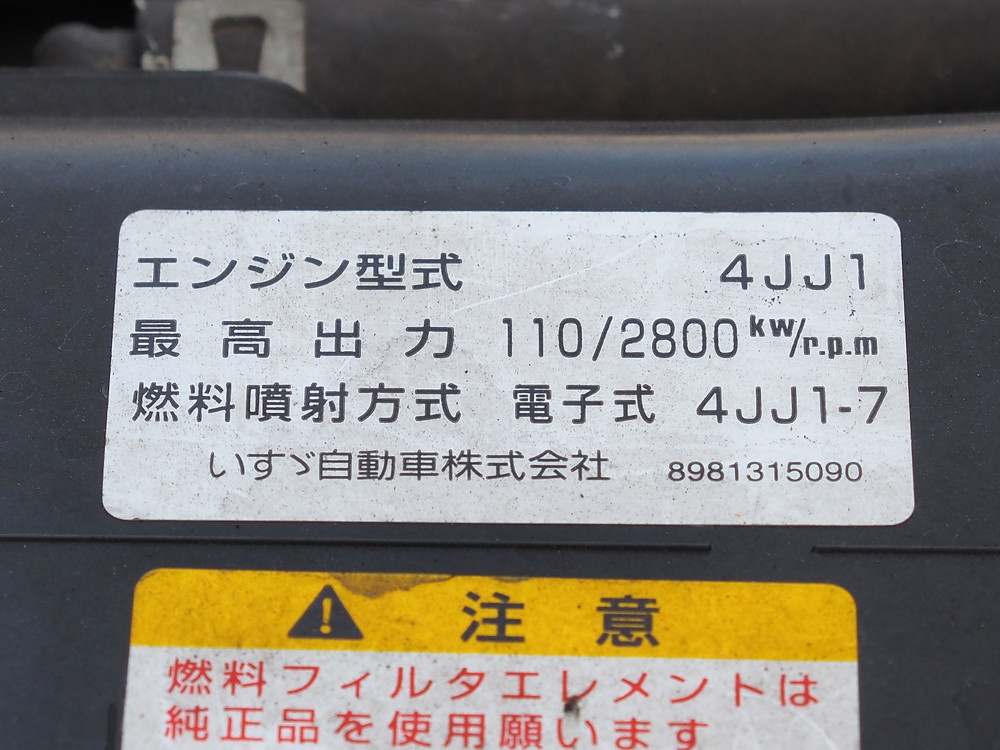 エンジン型式 4JJ1
最高出力 110/2800kw/r.p.m
燃料噴射方式 電子式 4JJ1-7
いすゞ自動車株式会社 8981315090
注意
燃料フィルタエレメントは
純正品を使用願います